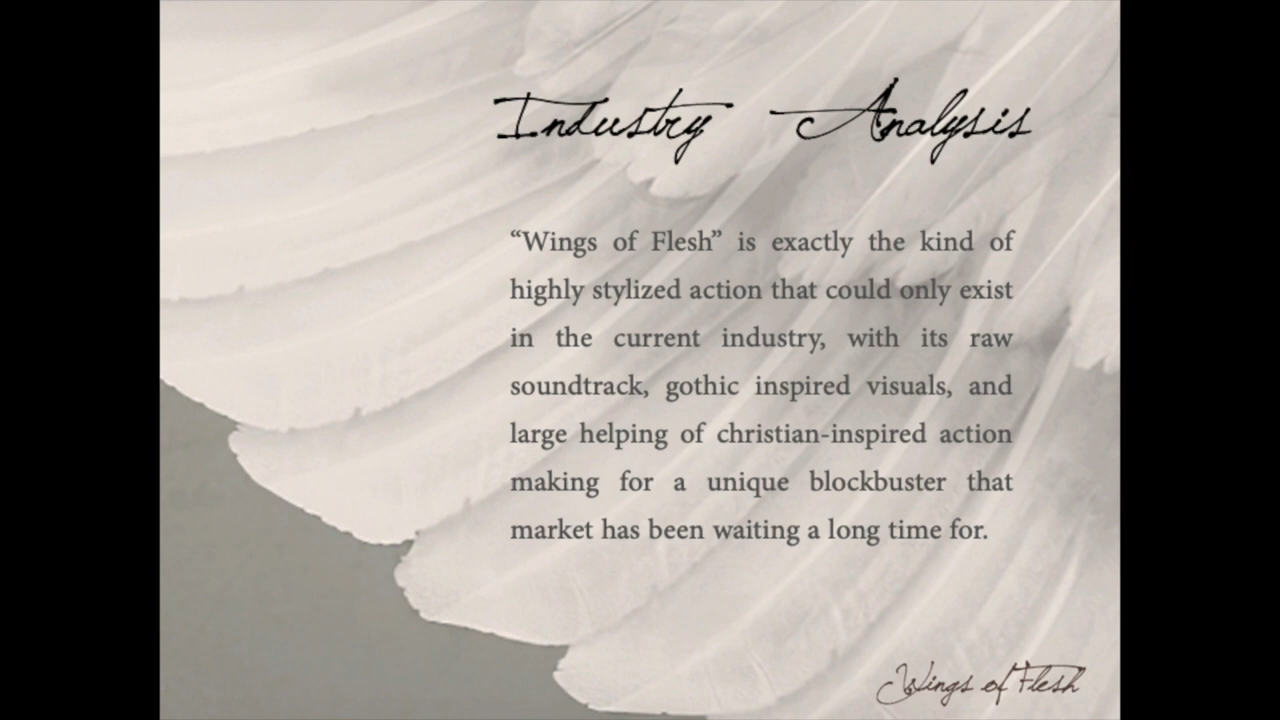 Industry Analysis
“Wings of Flesh” is exactly the kind of
highly stylized action that could only exist
in the current industry, with its raw
soundtrack, gothic inspired visuals, and
large helping of christian-inspired action
making for a unique blockbuster that
market has been waiting a long time for.
Wings of Flesh